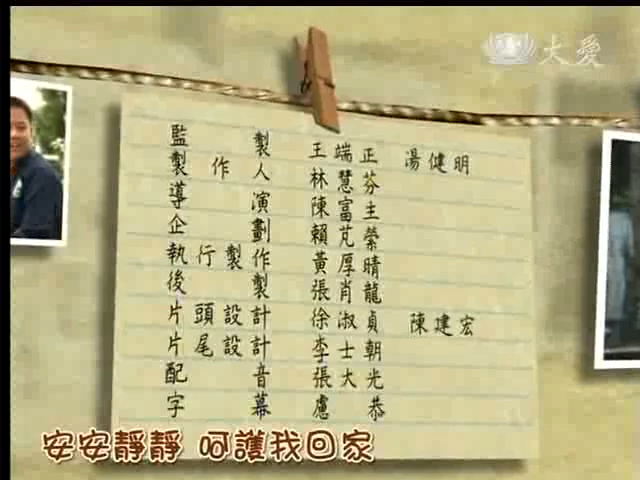 大愛
監製 王端正 湯健明
製作人 林慧芬
導演 陳富主
企劃 賴芃縈
執行製作 黃厚晴
後製 張肖龍
片頭設計 徐淑貞 陳建宏
片尾設計 李士朝
配音 張大光
字幕 慮恭
安安靜靜 呵護我回家